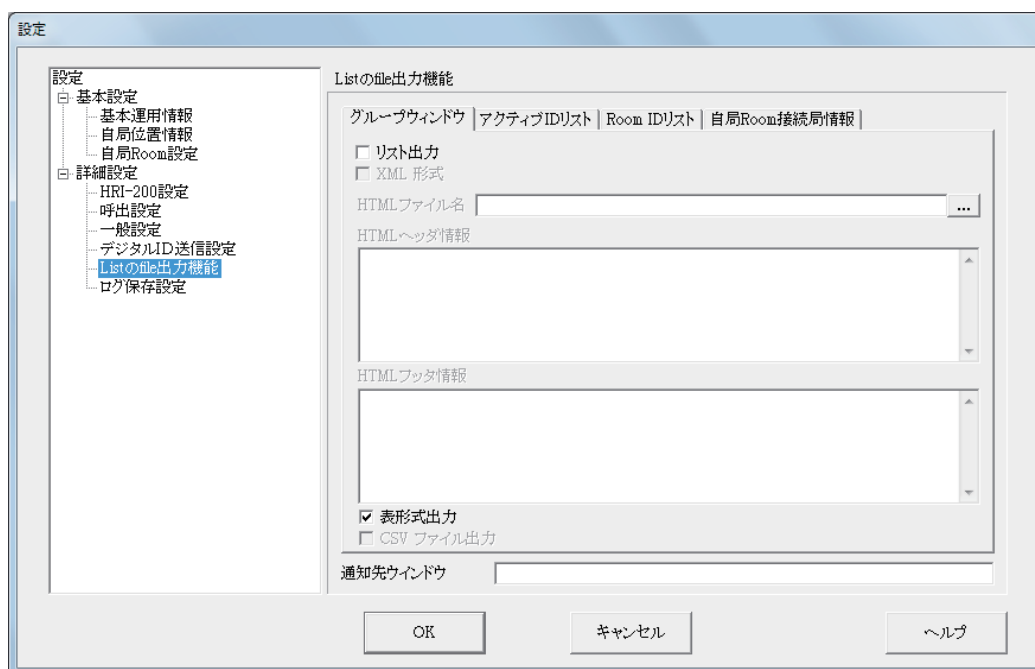 設定
設定
基本設定
基本運用情報
自局位置情報
自局Room設定
詳細設定
HRI-200設定
呼出設定
一般設定
デジタルID送信設定
Listのfile出力機能
ログ保存設定
Listのfile出力機能
グループウィンドウ アクティブIDリスト Room IDリスト 自局Room接続局情報
リスト出力
XML 形式
HTMLファイル名 ...
HTMLヘッダ情報
HTMLフッタ情報
表形式出力
CSV ファイル出力
通知先ウインドウ
OK キャンセル ヘルプ